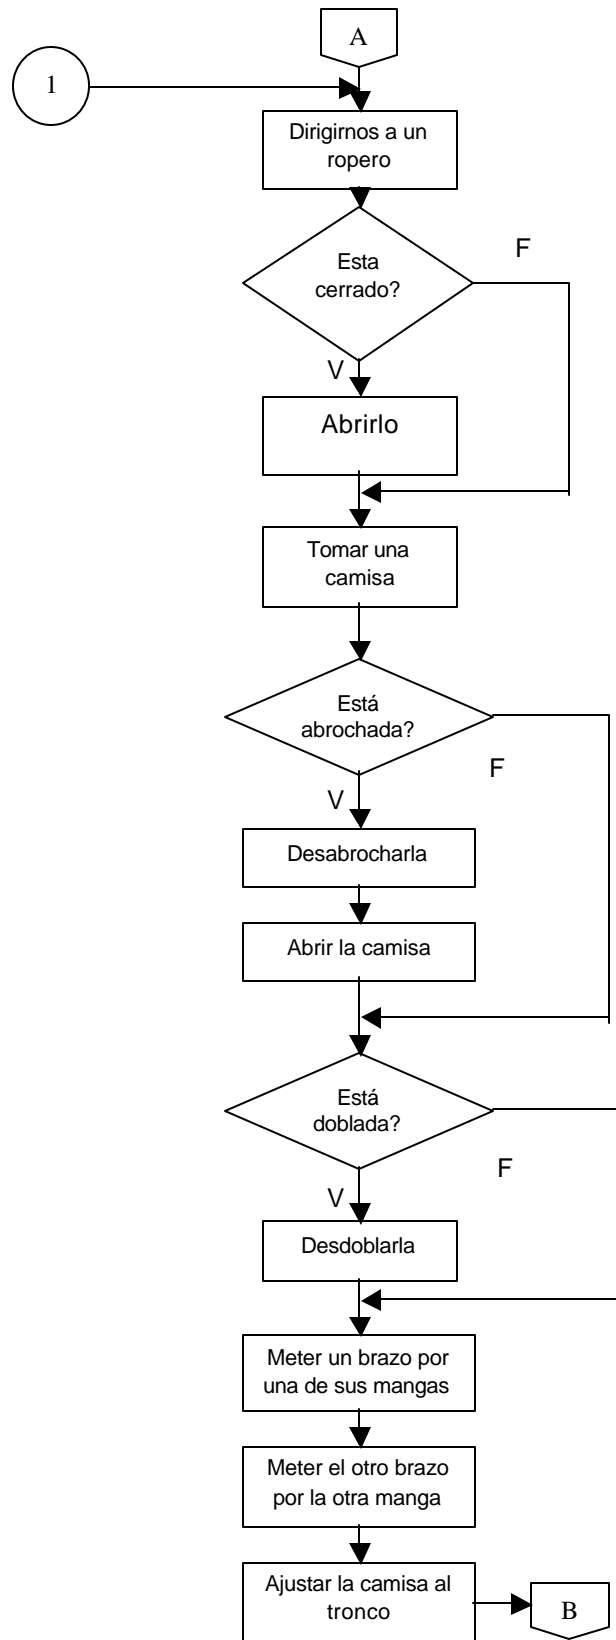 A
1
Dirigirnos a un
ropero
Esta
cerrado?
F
V
Abrirlo
Tomar una
camisa
Está
abrochada?
F
V
Desabrocharla
Abrir la camisa
Está
doblada?
F
V
Desdoblarla
Meter un brazo por
una de sus mangas
Meter el otro brazo
por la otra manga
Ajustar la camisa al
tronco
B